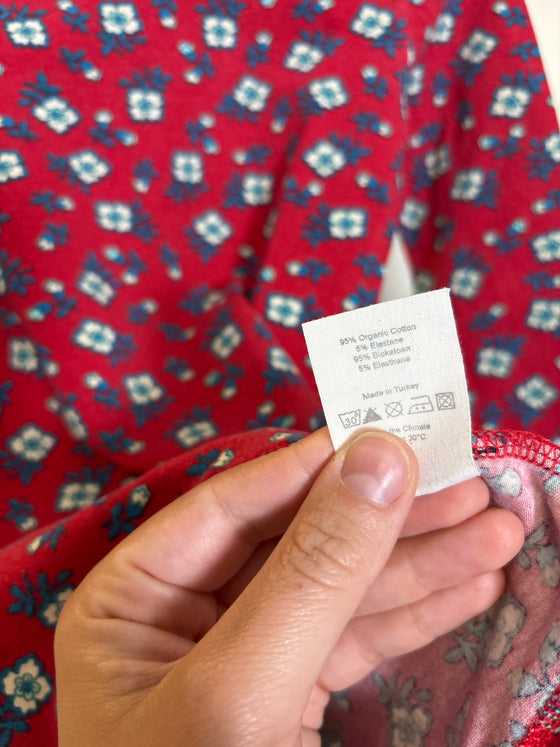 95% Organic Cotton
5% Elastane
95% Biokatoen
5% Elasthane
Made in Turkey
30°
the Climate
30°C